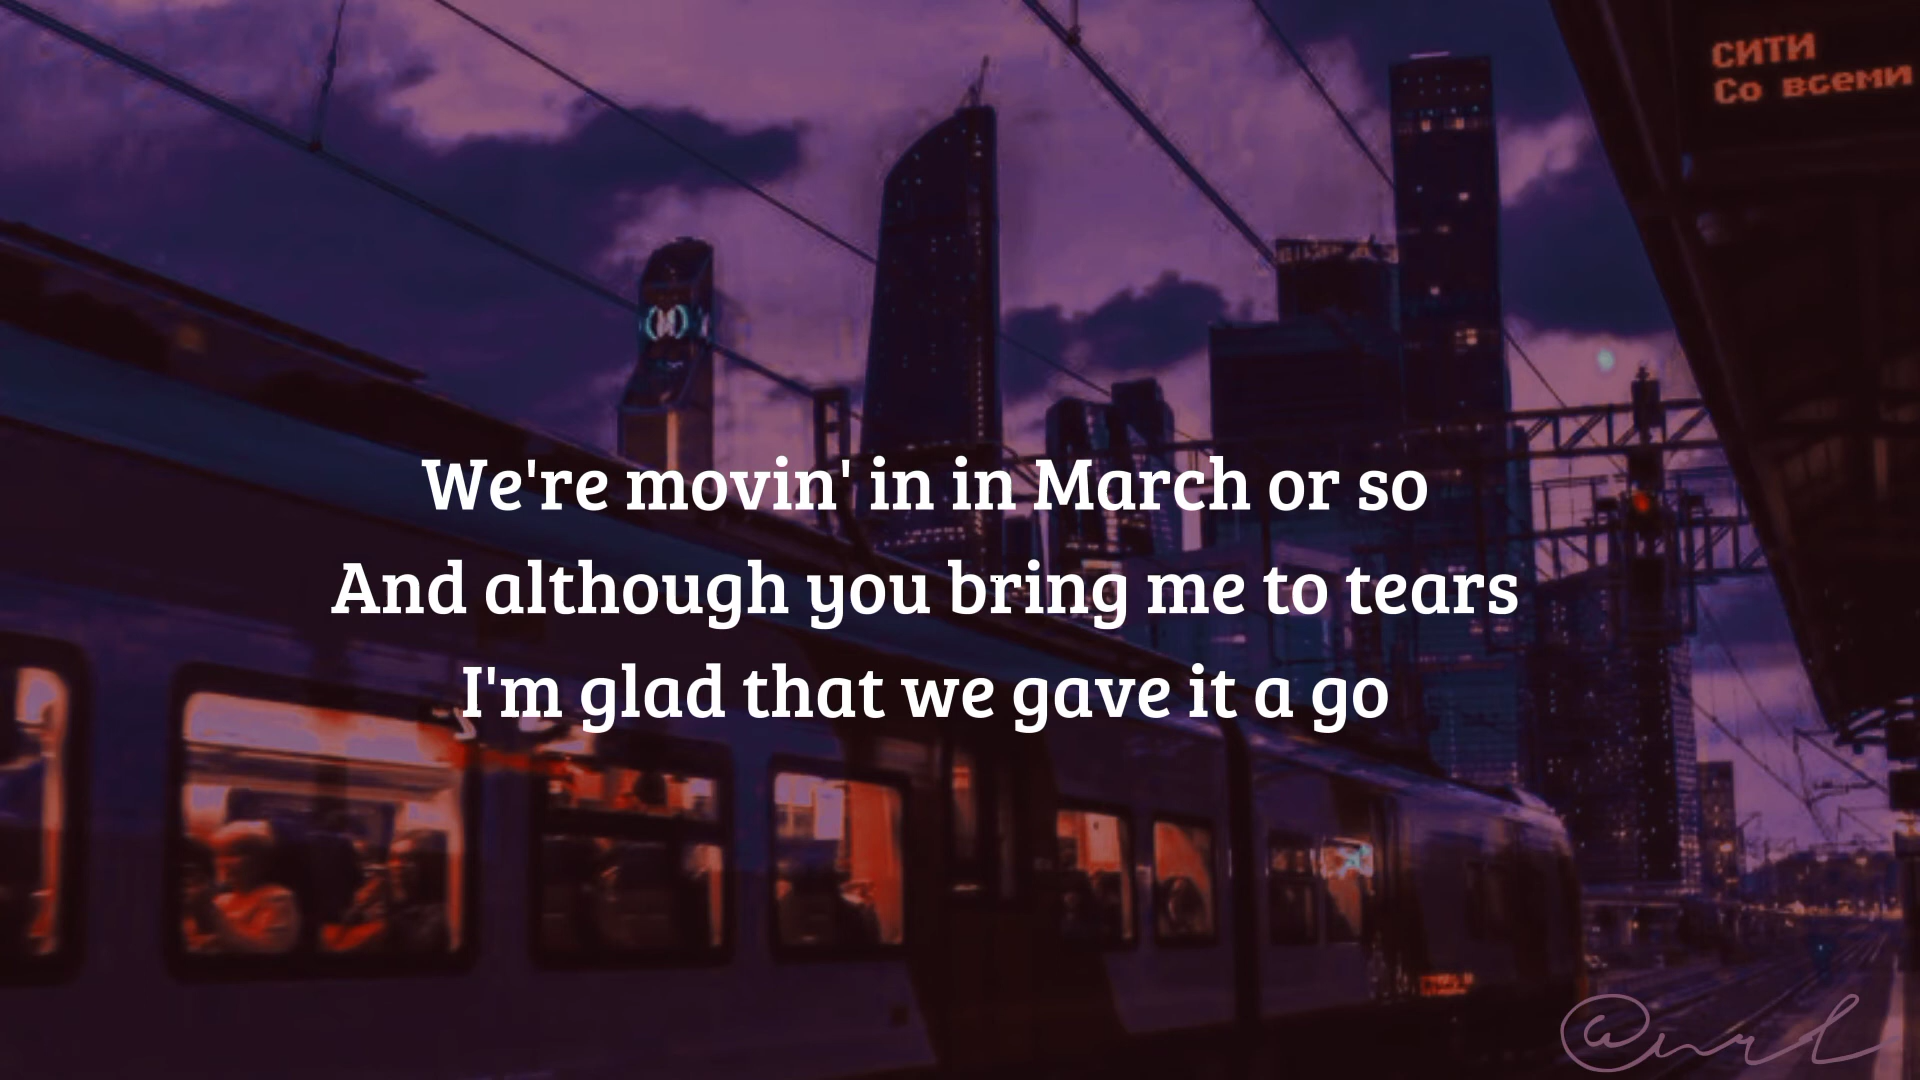 СИТИ
Со всеми
We're movin' in in March or so
And although you bring me to tears
I'm glad that we gave it a go